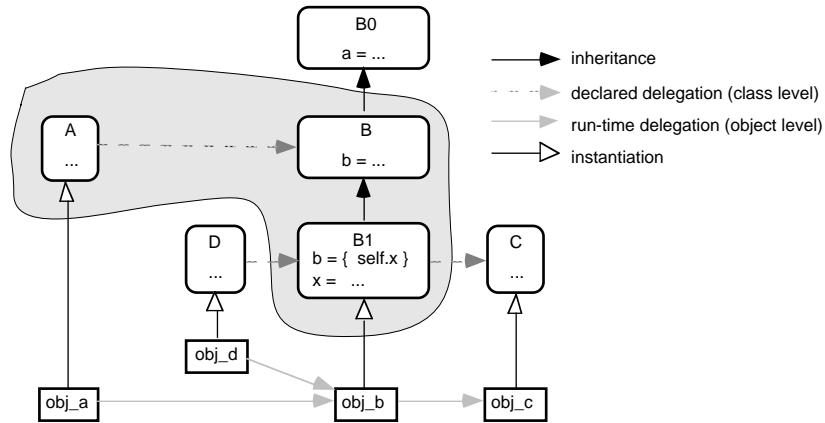 B0
a = ...
inheritance
declared delegation (class level)
run-time delegation (object level)
instantiation
A
...
B
b = ...
D
...
B1
b = { self.x }
x = ...
C
...
obj_d
obj_a
obj_b
obj_c